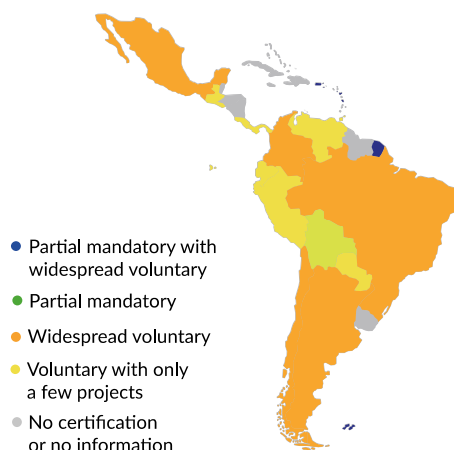 Partial mandatory with
widespread voluntary
Partial mandatory
Widespread voluntary
Voluntary with only
a few projects
No certification
or no information